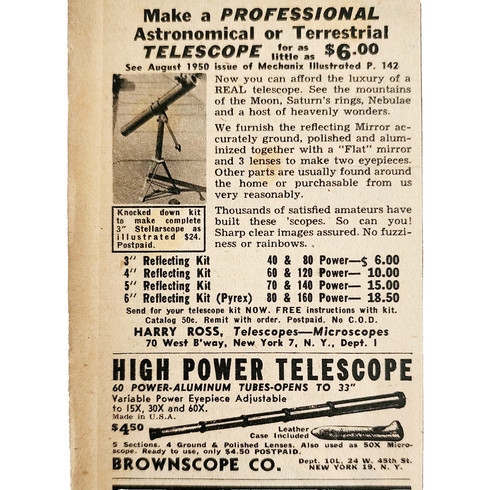 Make a PROFESSIONAL
Astronomical or Terrestrial
TELESCOPE for as little as $6.00
See August 1950 issue of Mechanix Illustrated P. 142
Now you can afford the luxury of a
REAL telescope. See the mountains
of the Moon, Saturn's rings, Nebulae
and a host of heavenly wonders.
We furnish the reflecting Mirror ac-
curately ground, polished and alum-
inized together with a "Flat" mirror
and 3 lenses to make two eyepieces.
Other parts are usually found around
the home or purchasable from us
very reasonably.
Knocked down kit
to make complete
3" Stellarscope as
illustrated $24.
Postpaid.
Thousands of satisfied amateurs have
built these 'scopes. So can you!
Sharp clear images assured. No fuzzi-
ness or rainbows.
3" Reflecting Kit 40 & 80 Power—$ 6.00
4" Reflecting Kit 60 & 120 Power— 10.00
5" Reflecting Kit 70 & 140 Power— 15.00
6" Reflecting Kit (Pyrex) 80 & 160 Power— 18.50
Send for your telescope kit NOW. FREE instructions with kit.
Catalog 50c. Remit with order. Postpaid. No C.O.D.
HARRY ROSS, Telescopes—Microscopes
70 West B'way, New York 7, N. Y., Dept. I
HIGH POWER TELESCOPE
60 POWER-ALUMINUM TUBES-OPENS TO 33"
Variable Power Eyepiece Adjustable
to 15X, 30X and 60X.
Made in U.S.A.
$4.50
Leather
Case Included
5 Sections. 4 Ground & Polished Lenses. Also used as 50X Micro-
scope. Ready to use, only $4.50 POSTPAID.
BROWNSCOPE CO. Dept. 10L, 24 W. 45th St.
NEW YORK 19, N. Y.